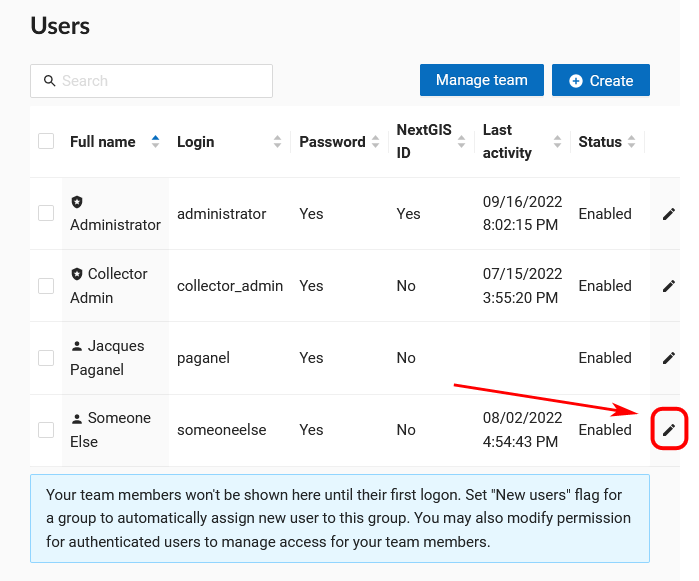 Users
Search
Manage team
Create
Full name Login Password NextGIS ID Last activity Status
Administrator administrator Yes Yes 09/16/2022 8:02:15 PM Enabled
Collector Admin collector_admin Yes No 07/15/2022 3:55:20 PM Enabled
Jacques Paganel paganel Yes No Enabled
Someone Else someoneelse Yes No 08/02/2022 4:54:43 PM Enabled
Your team members won't be shown here until their first logon. Set "New users" flag for
a group to automatically assign new user to this group. You may also modify permission
for authenticated users to manage access for your team members.